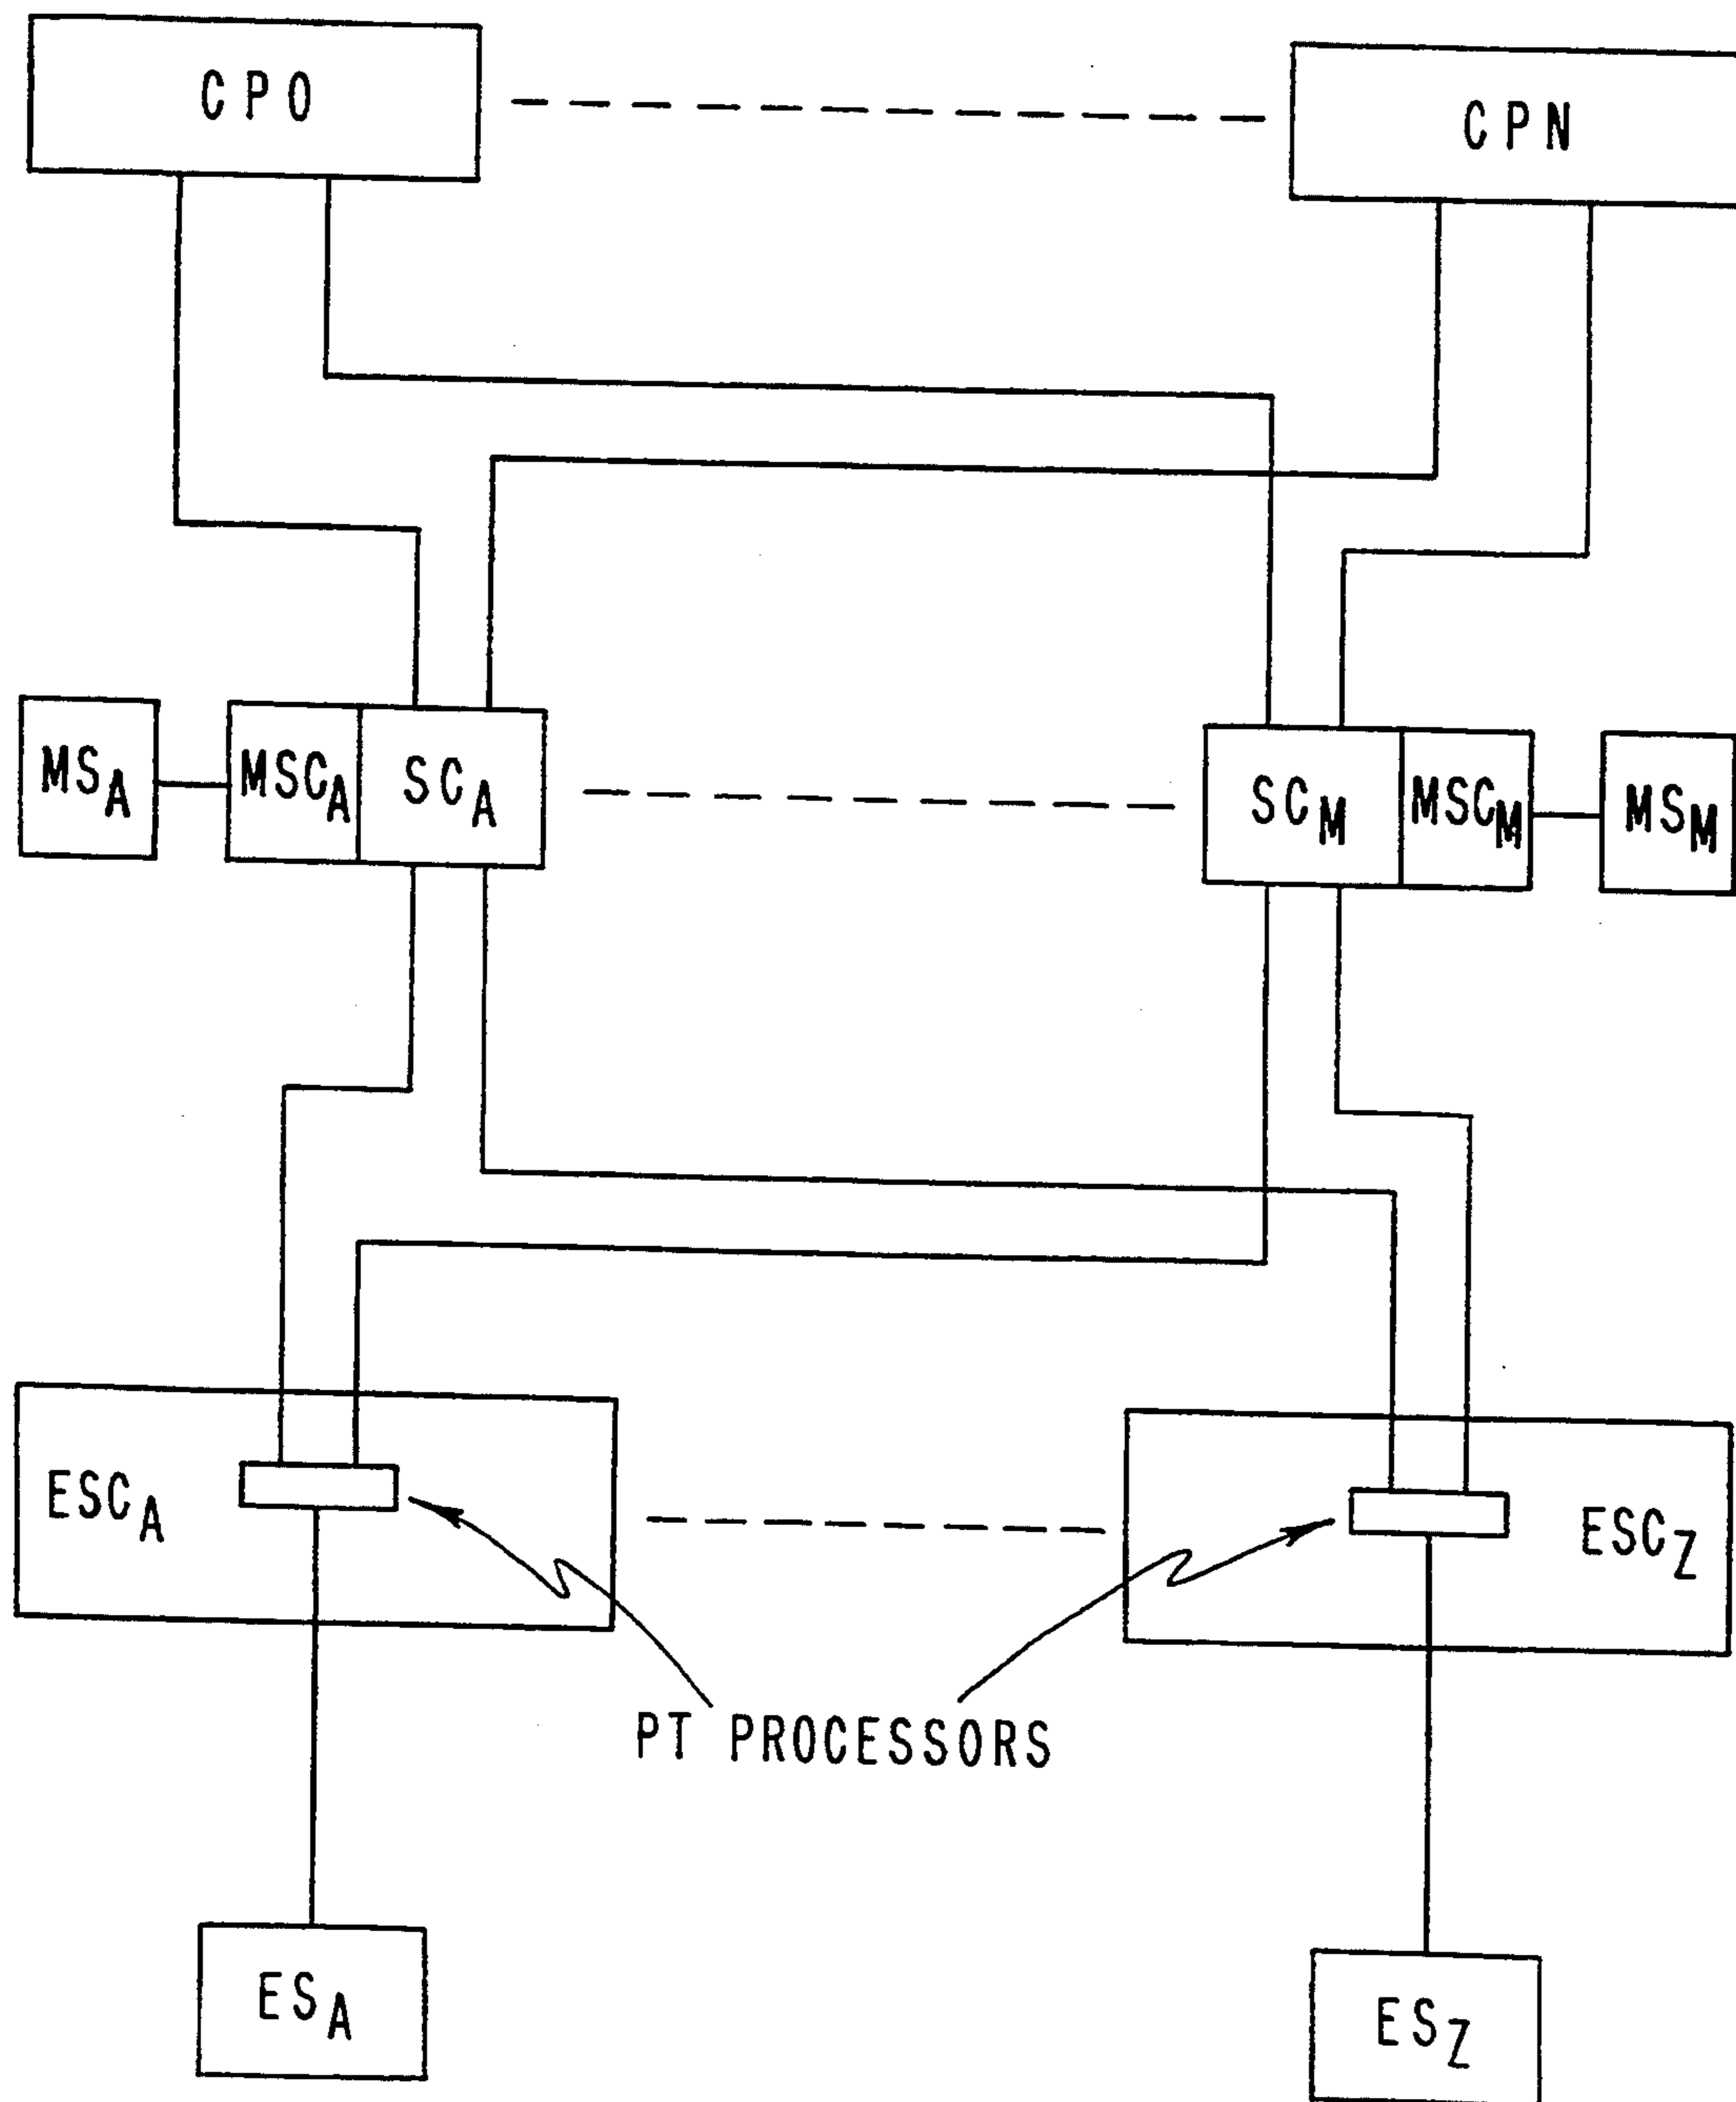 CPO
CPN
MSA
MSCA
SCA
SCM
MSCM
MSM
ESCA
ESCZ
PT PROCESSORS
ESA
ESZ